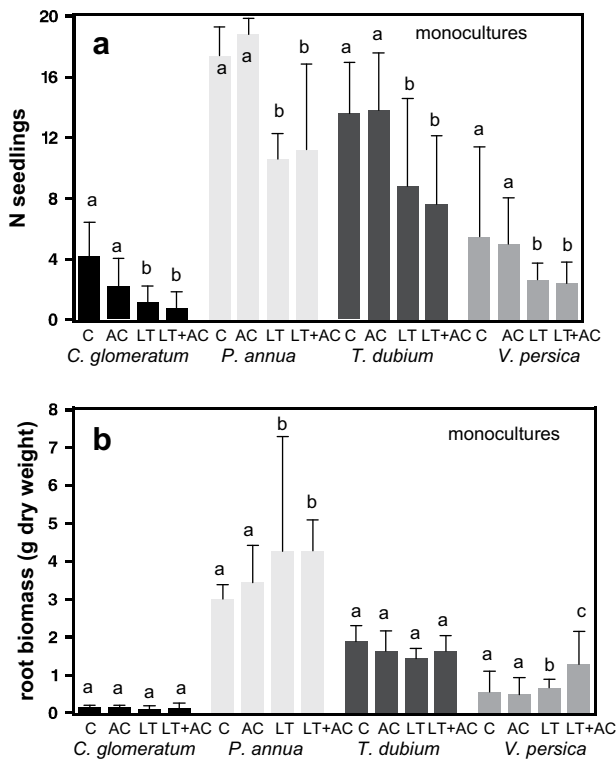 20
a
monocultures
16
12
8
4
0
N seedlings
a
a
b
b
a
a
b
b
a
a
b
b
a
a
b
b
C AC LT LT+AC C AC LT LT+AC C AC LT LT+AC C AC LT LT+AC
C. glomeratum P. annua T. dubium V. persica
8
b
monocultures
7
6
5
4
3
2
1
0
root biomass (g dry weight)
a
a
a
a
a
a
b
b
a
a
a
a
a
a
b
c
C AC LT LT+AC C AC LT LT+AC C AC LT LT+AC C AC LT LT+AC
C. glomeratum P. annua T. dubium V. persica